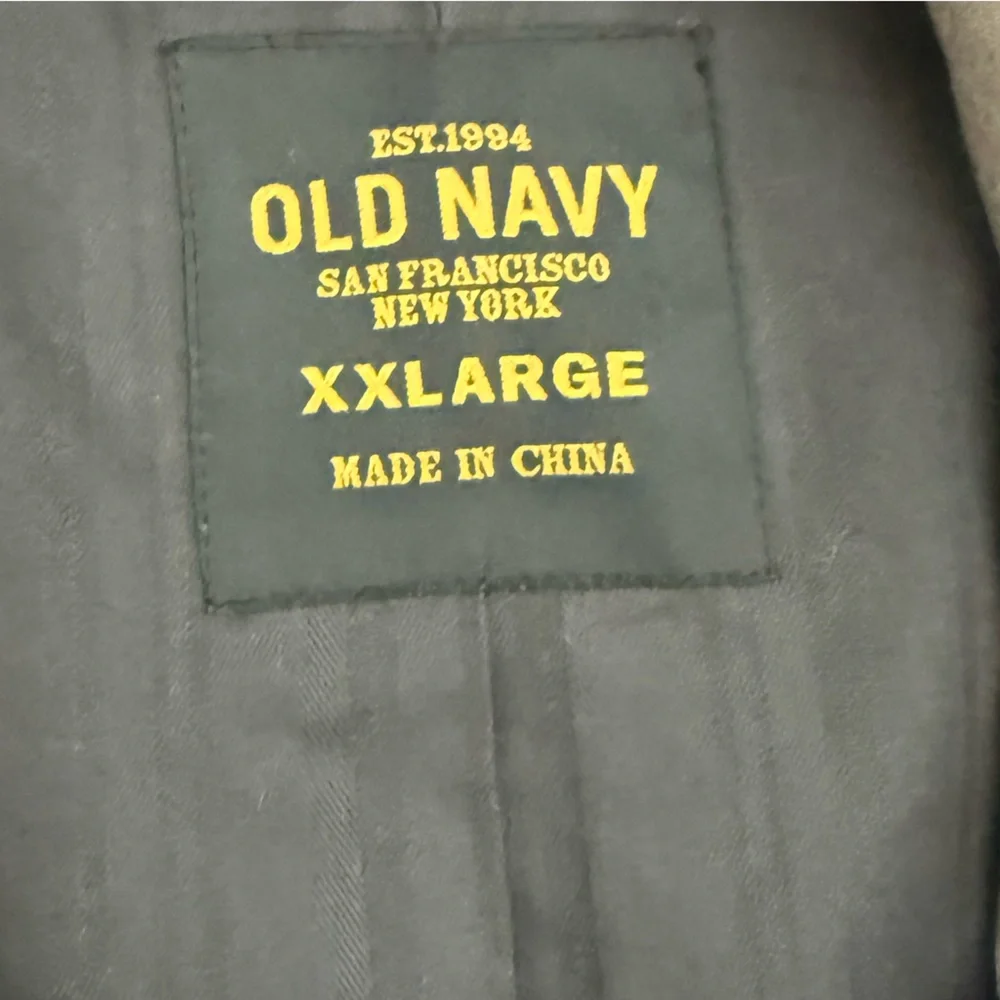 EST.1994
OLD NAVY
SAN FRANCISCO
NEW YORK
XXLARGE
MADE IN CHINA